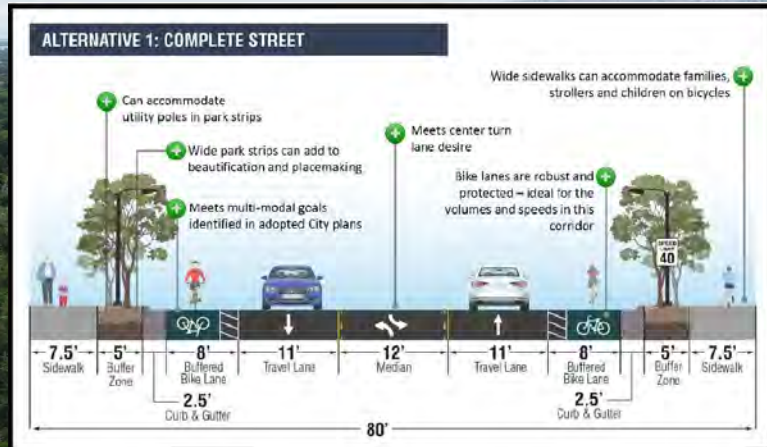 ALTERNATIVE 1: COMPLETE STREET
Wide sidewalks can accommodate families,
strollers and children on bicycles
Can accommodate
utility poles in park strips
Wide park strips can add to
beautification and placemaking
Meets multi-modal goals
identified in adopted City plans
Meets center turn
lane desire
Bike lanes are robust and
protected – ideal for the
volumes and speeds in this
corridor
SPEED
LIMIT
40
7.5' 5' 8' 11' 12' 11' 8' 5' 7.5'
Sidewalk Buffer Buffered Travel Lane Median Travel Lane Buffered Buffer Sidewalk
Zone Bike Lane Bike Lane Zone
2.5' 2.5'
Curb & Gutter Curb & Gutter
80'